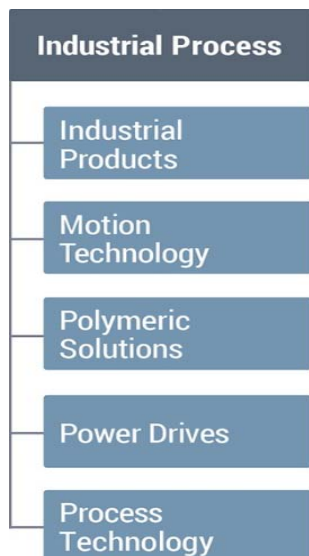 Industrial Process
Industrial
Products
Motion
Technology
Polymeric
Solutions
Power Drives
Process
Technology